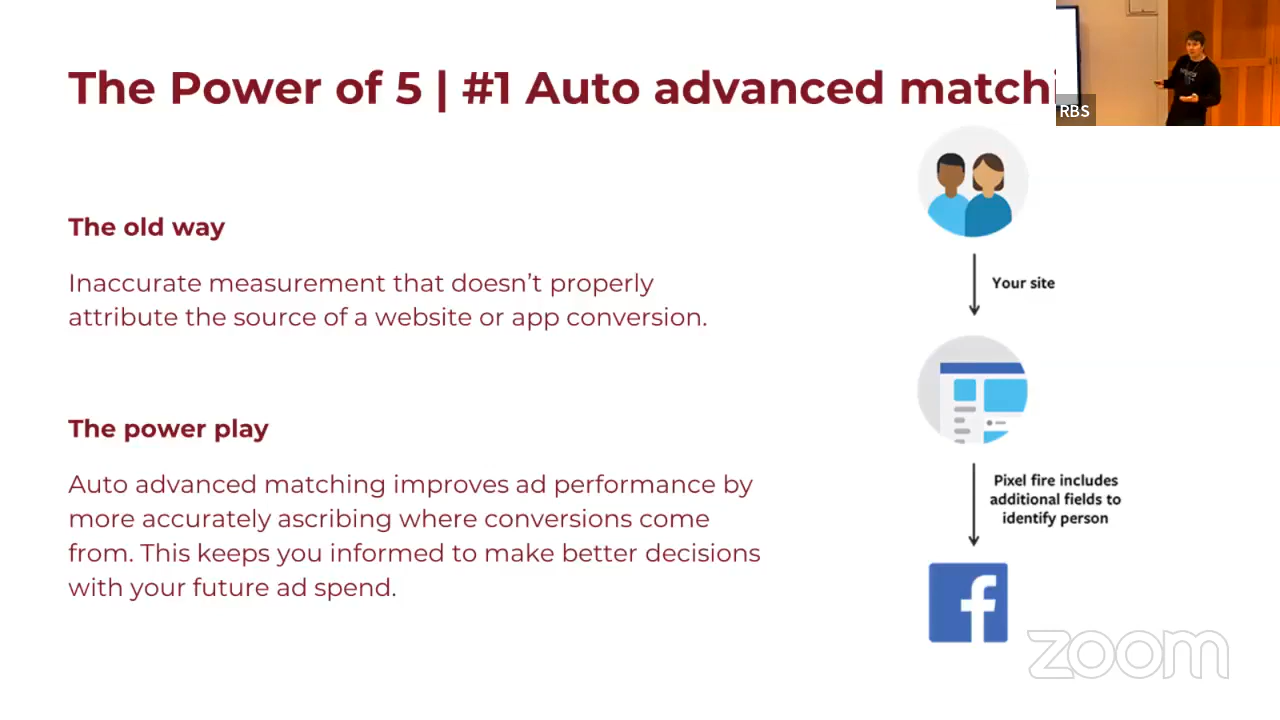 The Power of 5 | #1 Auto advanced matchi
RBS
The old way
Inaccurate measurement that doesn’t properly
attribute the source of a website or app conversion.
The power play
Auto advanced matching improves ad performance by
more accurately ascribing where conversions come
from. This keeps you informed to make better decisions
with your future ad spend.
Your site
Pixel fire includes
additional fields to
identify person
zoom